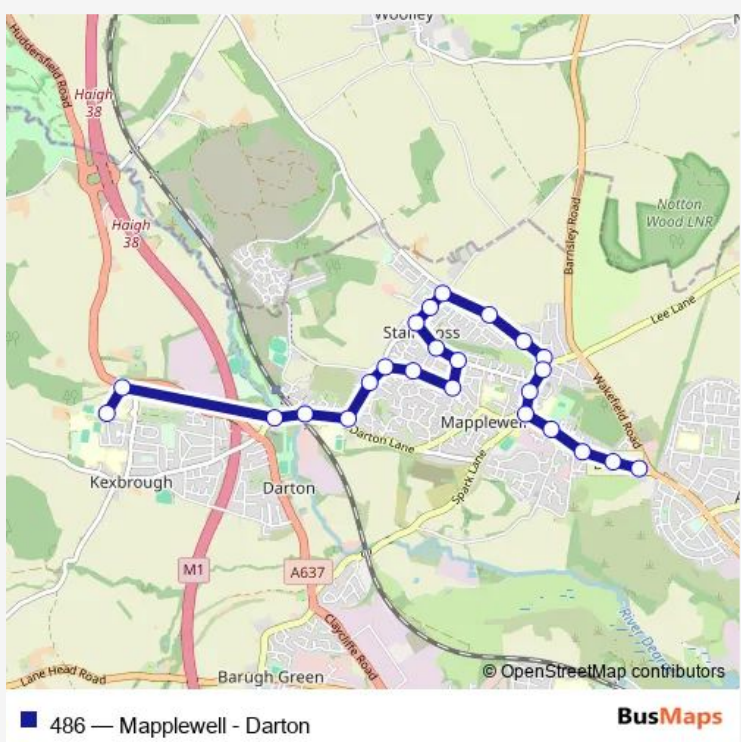 Woolley
Huddersfield Road
Haigh
38
Haigh
38
Barnsley Road
Notton
Wood LNR
Lee Lane
Wakefield Road
Mapplewell
Darton Lane
Spark Lane
Kexbrough
Darton
M1
A637
Claycliffe Road
River Dear
Lane Head Road
Barugh Green
© OpenStreetMap contributors
486 — Mapplewell - Darton
BusMaps